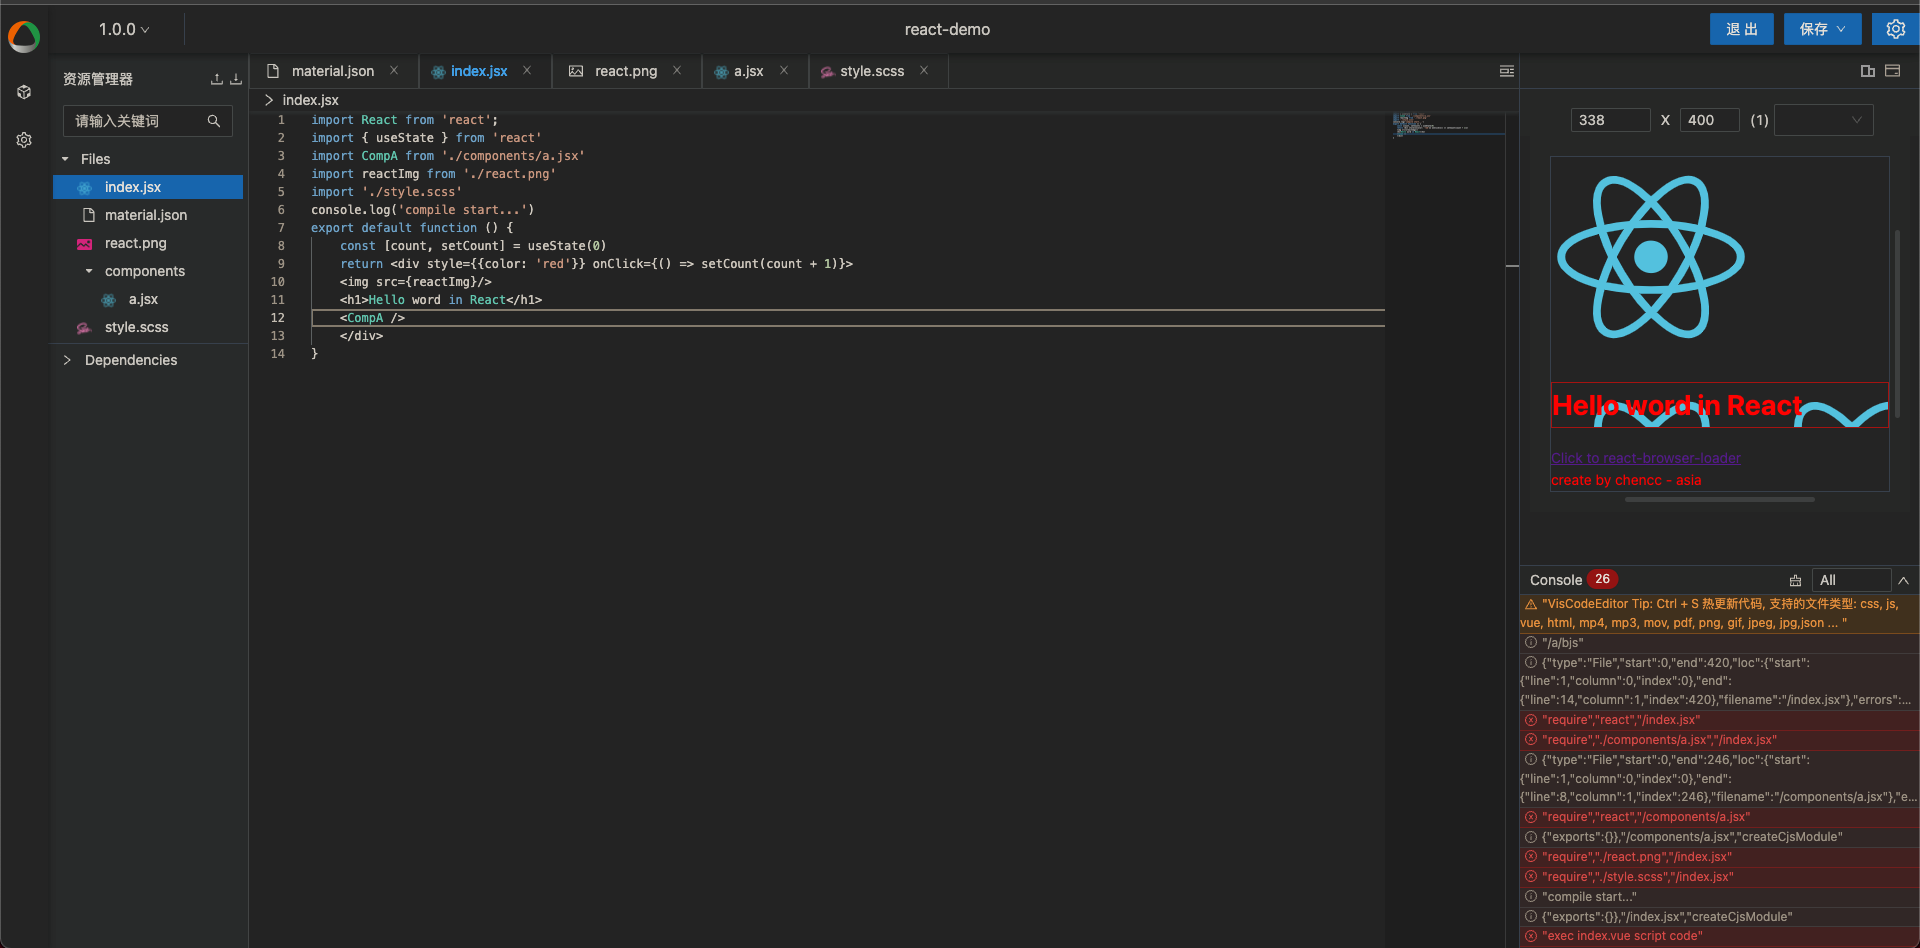 1.0.0
react-demo
退 出
保存
资源管理器
请输入关键词
Files
index.jsx
material.json
react.png
components
a.jsx
style.scss
Dependencies
material.json
index.jsx
react.png
a.jsx
style.scss
index.jsx
1 import React from 'react';
2 import { useState } from 'react'
3 import CompA from './components/a.jsx'
4 import reactImg from './react.png'
5 import './style.scss'
6 console.log('compile start...')
7 export default function () {
8 const [count, setCount] = useState(0)
9 return <div style={{color: 'red'}} onClick={() => setCount(count + 1)}>
10 <img src={reactImg}/>
11 <h1>Hello word in React</h1>
12 <CompA />
13 </div>
14 }
338 X 400 (1)
Hello word in React
Click to react-browser-loader
create by chencc - asia
Console 26 All
"VisCodeEditor Tip: Ctrl + S 热更新代码, 支持的文件类型: css, js,
vue, html, mp4, mp3, mov, pdf, png, gif, jpeg, jpg,json ... "
"/a/bjs"
{"type":"File","start":0,"end":420,"loc":{"start":
{"line":1,"column":0,"index":0},"end":
{"line":14,"column":1,"index":420},"filename":"/index.jsx"},"errors":...
"require","react","/index.jsx"
"require","./components/a.jsx","/index.jsx"
{"type":"File","start":0,"end":246,"loc":{"start":
{"line":1,"column":0,"index":0},"end":
{"line":8,"column":1,"index":246},"filename":"/components/a.jsx"},"e...
"require","react","/components/a.jsx"
{"exports":{}},"/components/a.jsx","createCjsModule"
"require","./react.png","/index.jsx"
"require","./style.scss","/index.jsx"
"compile start..."
{"exports":{}},"/index.jsx","createCjsModule"
"exec index.vue script code"